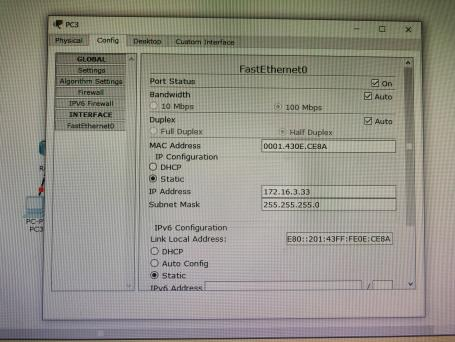 PC3
Physical Config Desktop Custom Interface
GLOBAL
Settings
Algorithm Settings
Firewall
IPV6 Firewall
INTERFACE
FastEthernet0
FastEthernet0
Port Status On
Bandwidth Auto
10 Mbps 100 Mbps
Duplex Auto
Full Duplex Half Duplex
MAC Address 0001.430E.CE8A
IP Configuration
DHCP
Static
IP Address 172.16.3.33
Subnet Mask 255.255.255.0
IPv6 Configuration
Link Local Address: E80::201:43FF:FE0E:CE8A
DHCP
Auto Config
Static
IPv6 Address /
PC-P
PC3